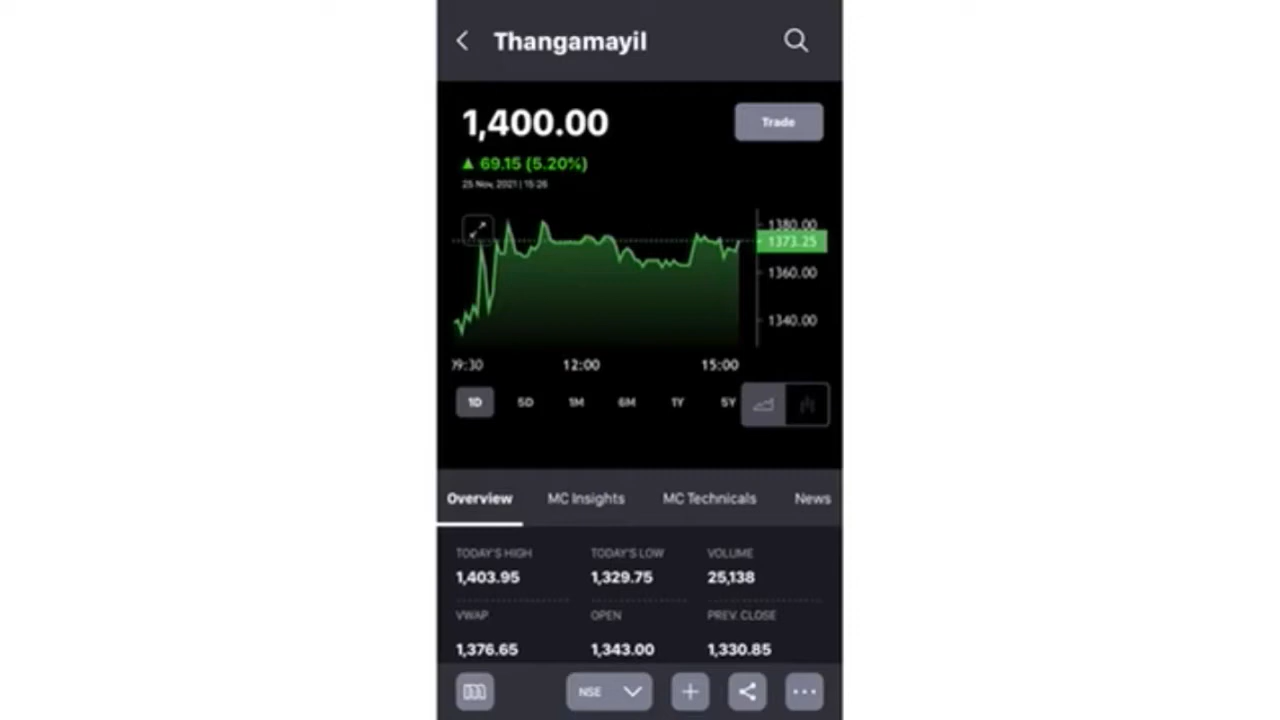 Thangamayil
1,400.00
Trade
▲ 69.15 (5.20%)
25 Nov, 2021 | 15:26
1380.00
1373.25
1360.00
1340.00
09:30 12:00 15:00
1D 5D 1M 6M 1Y 5Y
Overview MC Insights MC Technicals News
TODAY'S HIGH TODAY'S LOW VOLUME
1,403.95 1,329.75 25,138
VWAP OPEN PREV. CLOSE
1,376.65 1,343.00 1,330.85
NSE